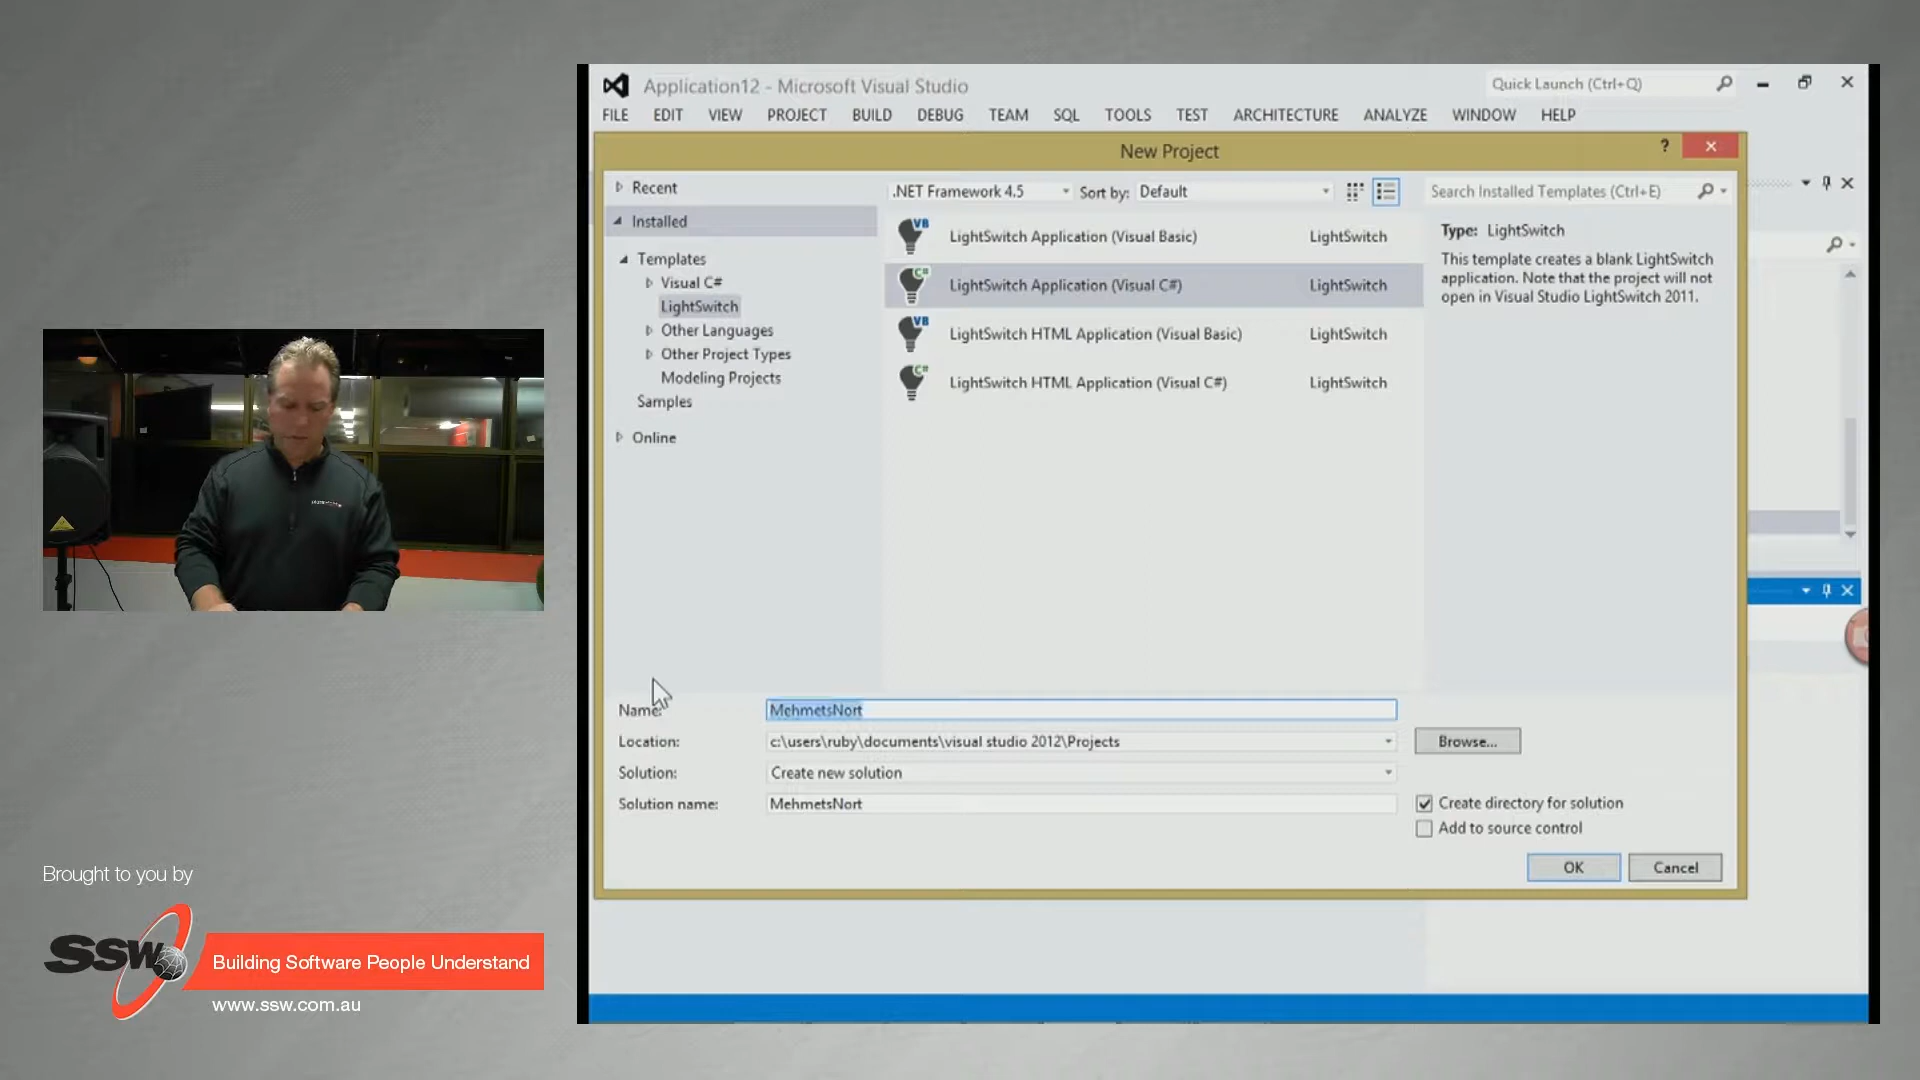 Application12 - Microsoft Visual Studio
Quick Launch (Ctrl+Q)
FILE EDIT VIEW PROJECT BUILD DEBUG TEAM SQL TOOLS TEST ARCHITECTURE ANALYZE WINDOW HELP
New Project
?
Recent
.NET Framework 4.5
Sort by: Default
Search Installed Templates (Ctrl+E)
Installed
Templates
Visual C#
LightSwitch
Other Languages
Other Project Types
Modeling Projects
Samples
Online
VB LightSwitch Application (Visual Basic) LightSwitch
C# LightSwitch Application (Visual C#) LightSwitch
VB LightSwitch HTML Application (Visual Basic) LightSwitch
C# LightSwitch HTML Application (Visual C#) LightSwitch
Type: LightSwitch
This template creates a blank LightSwitch
application. Note that the project will not
open in Visual Studio LightSwitch 2011.
Name: MehmetsNort
Location: c:\users\ruby\documents\visual studio 2012\Projects
Browse...
Solution: Create new solution
Solution name: MehmetsNort
Create directory for solution
Add to source control
OK Cancel
Brought to you by
SSW
Building Software People Understand
www.ssw.com.au